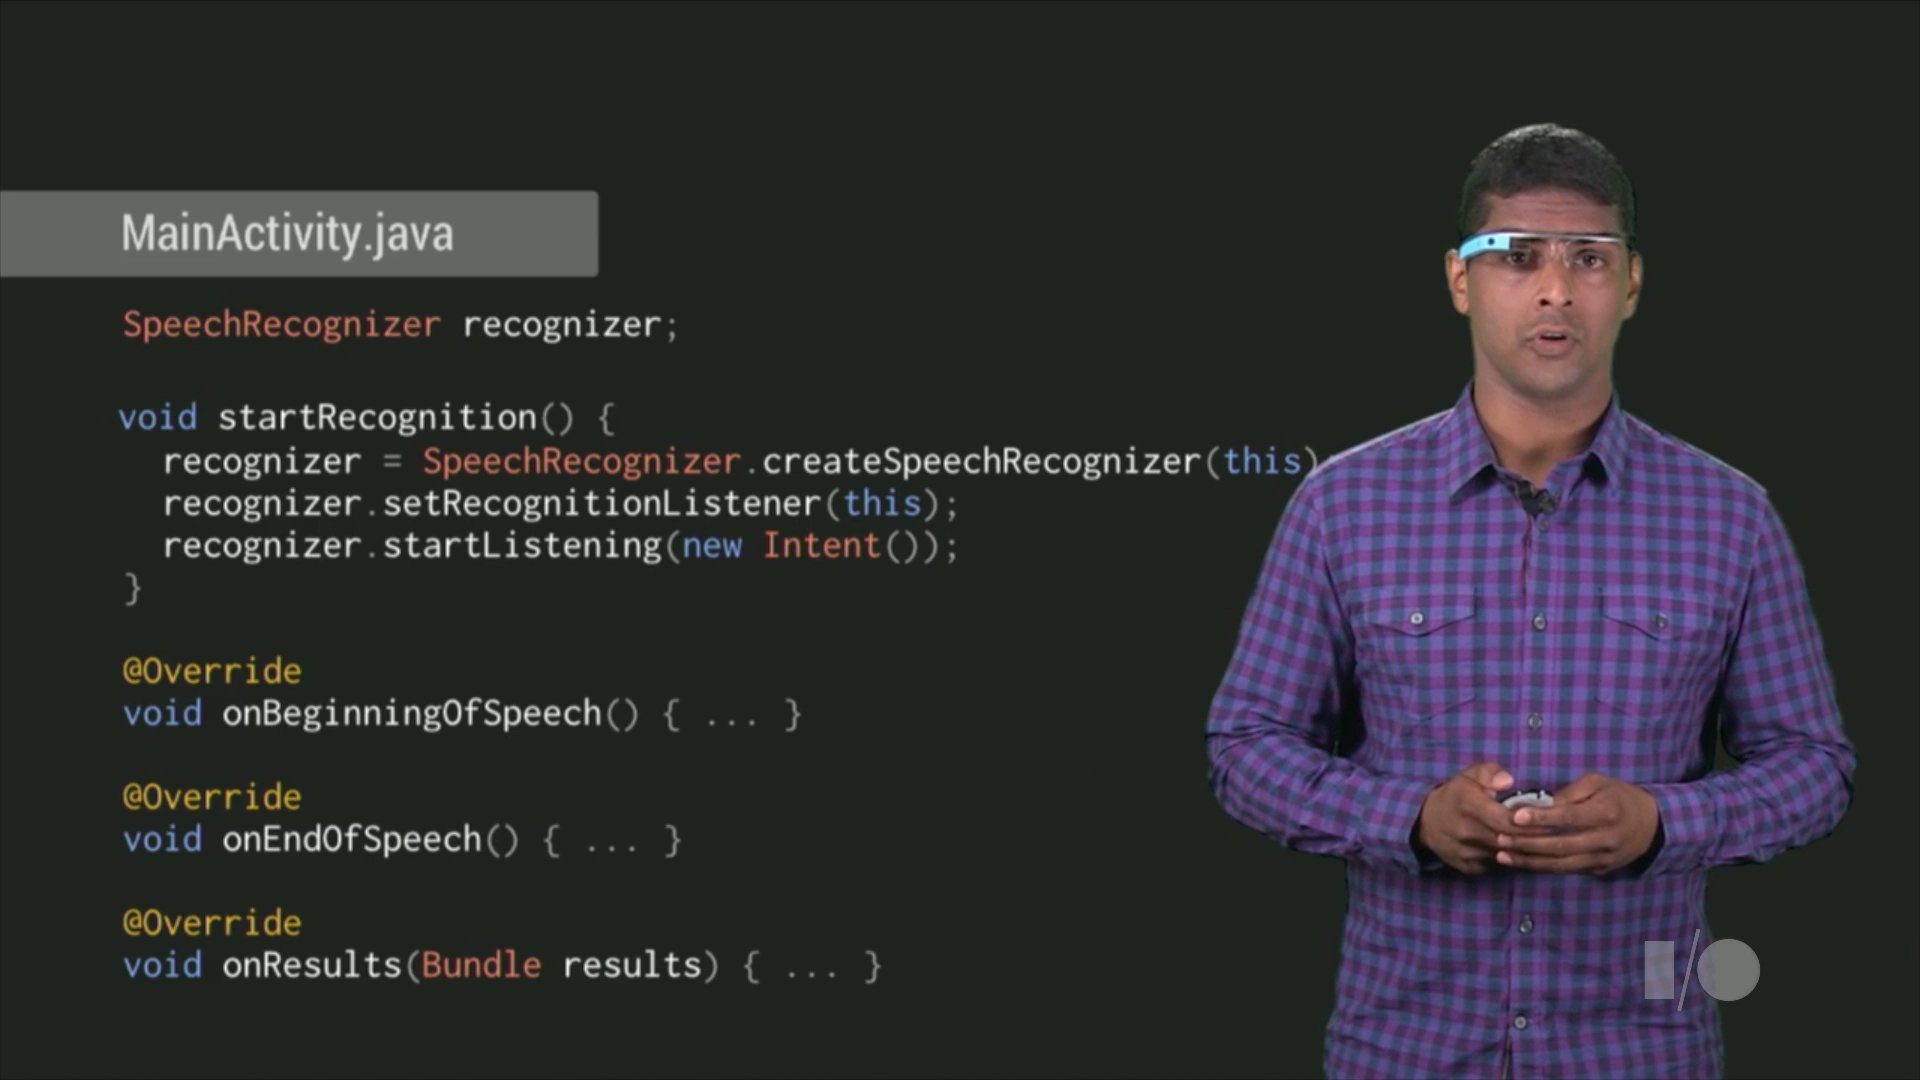 MainActivity.java
SpeechRecognizer recognizer;
void startRecognition() {
recognizer = SpeechRecognizer.createSpeechRecognizer(this)
recognizer.setRecognitionListener(this);
recognizer.startListening(new Intent());
}
@Override
void onBeginningOfSpeech() { ... }
@Override
void onEndOfSpeech() { ... }
@Override
void onResults(Bundle results) { ... }
I/O